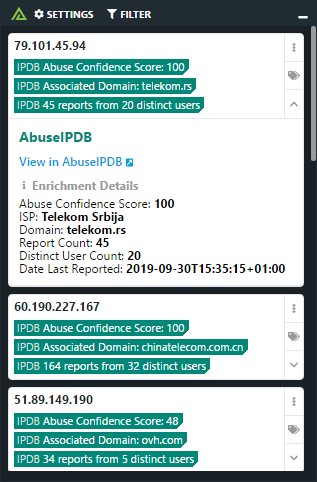 SETTINGS FILTER
79.101.45.94
IPDB Abuse Confidence Score: 100
IPDB Associated Domain: telekom.rs
IPDB 45 reports from 20 distinct users
AbuseIPDB
View in AbuseIPDB
Enrichment Details
Abuse Confidence Score: 100
ISP: Telekom Srbija
Domain: telekom.rs
Report Count: 45
Distinct User Count: 20
Date Last Reported: 2019-09-30T15:35:15+01:00
60.190.227.167
IPDB Abuse Confidence Score: 100
IPDB Associated Domain: chinatelecom.com.cn
IPDB 164 reports from 32 distinct users
51.89.149.190
IPDB Abuse Confidence Score: 48
IPDB Associated Domain: ovh.com
IPDB 34 reports from 5 distinct users